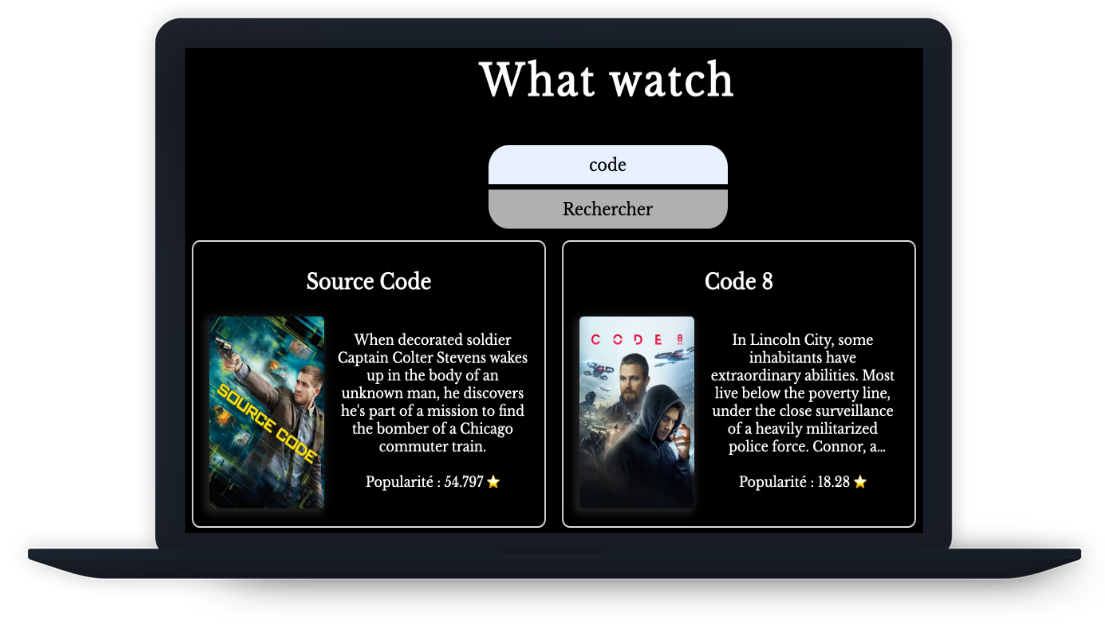 What watch
code
Rechercher
Source Code
SOURCE CODE
When decorated soldier
Captain Colter Stevens wakes
up in the body of an
unknown man, he discovers
he's part of a mission to find
the bomber of a Chicago
commuter train.
Popularité : 54.797 ⭐
Code 8
CODE 8
In Lincoln City, some
inhabitants have
extraordinary abilities. Most
live below the poverty line,
under the close surveillance
of a heavily militarized
police force. Connor, a...
Popularité : 18.28 ⭐